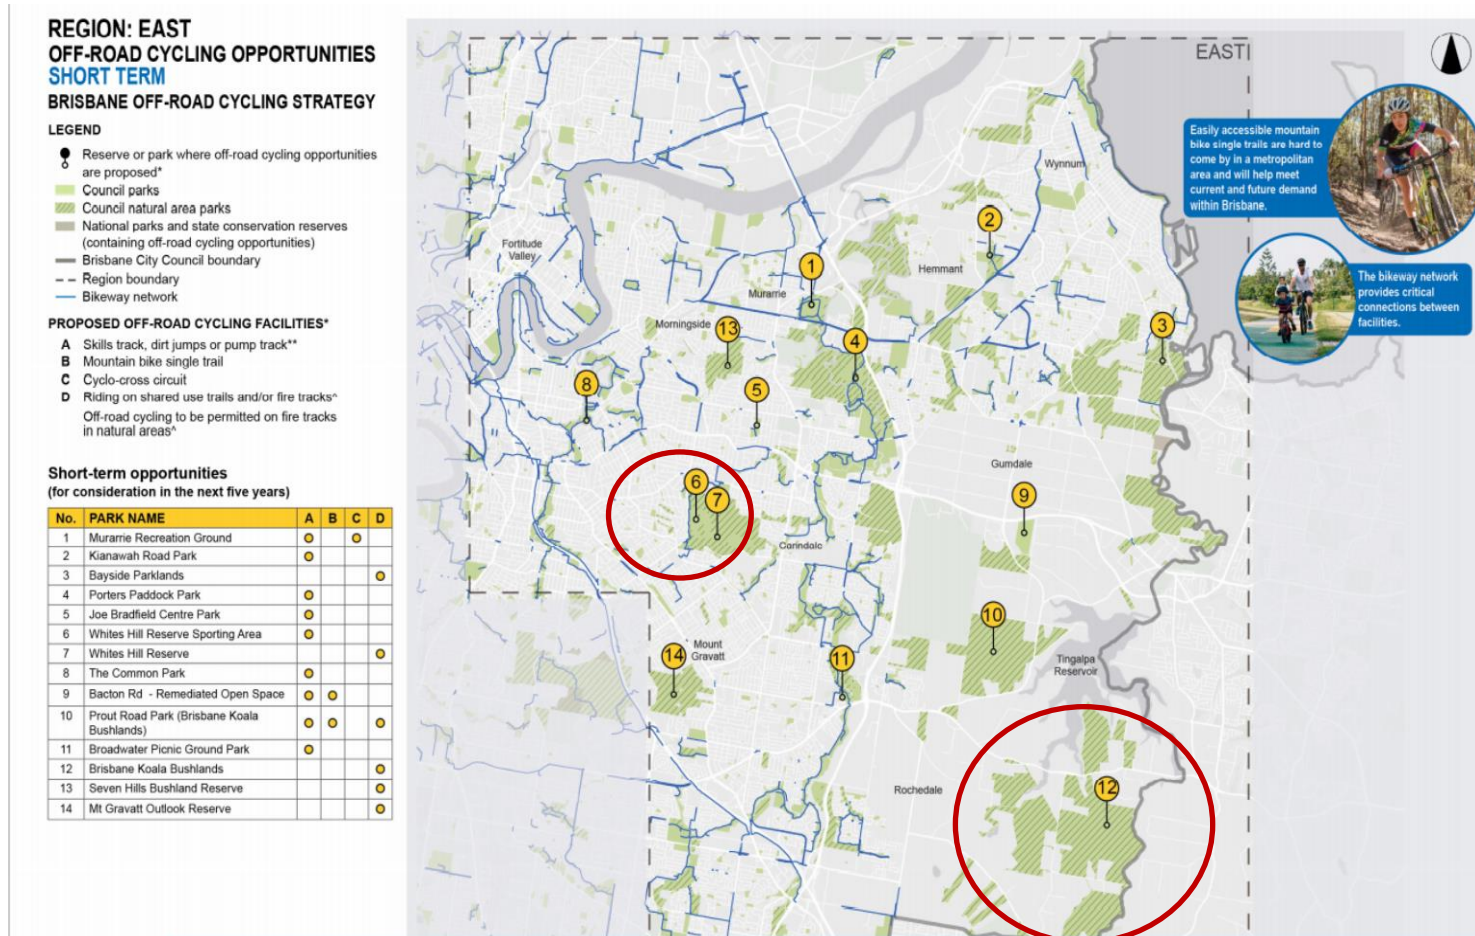 REGION: EAST
OFF-ROAD CYCLING OPPORTUNITIES
SHORT TERM
BRISBANE OFF-ROAD CYCLING STRATEGY
LEGEND
Reserve or park where off-road cycling opportunities
are proposed*
Council parks
Council natural area parks
National parks and state conservation reserves
(containing off-road cycling opportunities)
Brisbane City Council boundary
Region boundary
Bikeway network
PROPOSED OFF-ROAD CYCLING FACILITIES*
A Skills track, dirt jumps or pump track**
B Mountain bike single trail
C Cyclo-cross circuit
D Riding on shared use trails and/or fire tracks^
Off-road cycling to be permitted on fire tracks
in natural areas^
Short-term opportunities
(for consideration in the next five years)
No. PARK NAME A B C D
1 Murarrie Recreation Ground
2 Kianawah Road Park
3 Bayside Parklands
4 Porters Paddock Park
5 Joe Bradfield Centre Park
6 Whites Hill Reserve Sporting Area
7 Whites Hill Reserve
8 The Common Park
9 Bacton Rd - Remediated Open Space
10 Prout Road Park (Brisbane Koala
Bushlands)
11 Broadwater Picnic Ground Park
12 Brisbane Koala Bushlands
13 Seven Hills Bushland Reserve
14 Mt Gravatt Outlook Reserve
EAST
Easily accessible mountain
bike single trails are hard to
come by in a metropolitan
area and will help meet
current and future demand
within Brisbane.
The bikeway network
provides critical
connections between
facilities.
Wynnum
2
Fortitude
Valley
Hemmant
1
Murarrie
Morningside
13
3
4
8
5
Gumdale
6
7
9
Carindale
10
Mount
Gravatt
14
11
Tingalpa
Reservoir
12
Rochedale